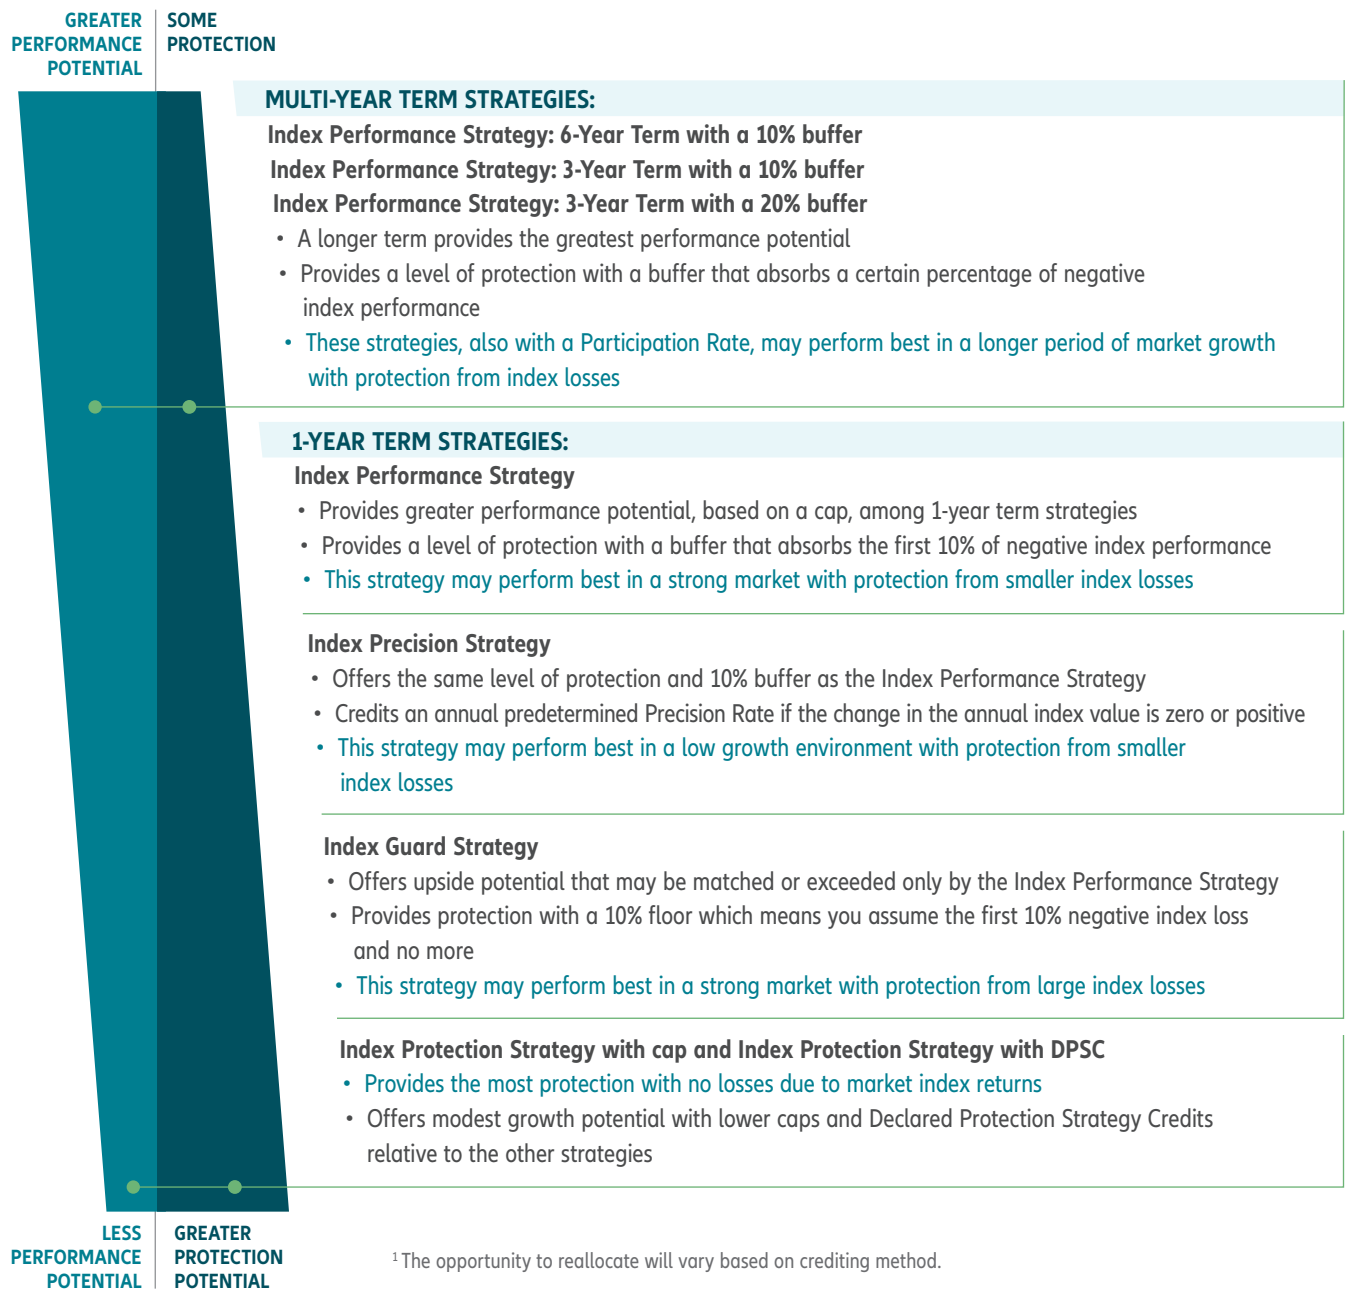 GREATER
PERFORMANCE
POTENTIAL
SOME
PROTECTION
MULTI-YEAR TERM STRATEGIES:
Index Performance Strategy: 6-Year Term with a 10% buffer
Index Performance Strategy: 3-Year Term with a 10% buffer
Index Performance Strategy: 3-Year Term with a 20% buffer
• A longer term provides the greatest performance potential
• Provides a level of protection with a buffer that absorbs a certain percentage of negative
index performance
• These strategies, also with a Participation Rate, may perform best in a longer period of market growth
with protection from index losses
1-YEAR TERM STRATEGIES:
Index Performance Strategy
• Provides greater performance potential, based on a cap, among 1-year term strategies
• Provides a level of protection with a buffer that absorbs the first 10% of negative index performance
• This strategy may perform best in a strong market with protection from smaller index losses
Index Precision Strategy
• Offers the same level of protection and 10% buffer as the Index Performance Strategy
• Credits an annual predetermined Precision Rate if the change in the annual index value is zero or positive
• This strategy may perform best in a low growth environment with protection from smaller
index losses
Index Guard Strategy
• Offers upside potential that may be matched or exceeded only by the Index Performance Strategy
• Provides protection with a 10% floor which means you assume the first 10% negative index loss
and no more
• This strategy may perform best in a strong market with protection from large index losses
Index Protection Strategy with cap and Index Protection Strategy with DPSC
• Provides the most protection with no losses due to market index returns
• Offers modest growth potential with lower caps and Declared Protection Strategy Credits
relative to the other strategies
LESS
PERFORMANCE
POTENTIAL
GREATER
PROTECTION
POTENTIAL
1 The opportunity to reallocate will vary based on crediting method.